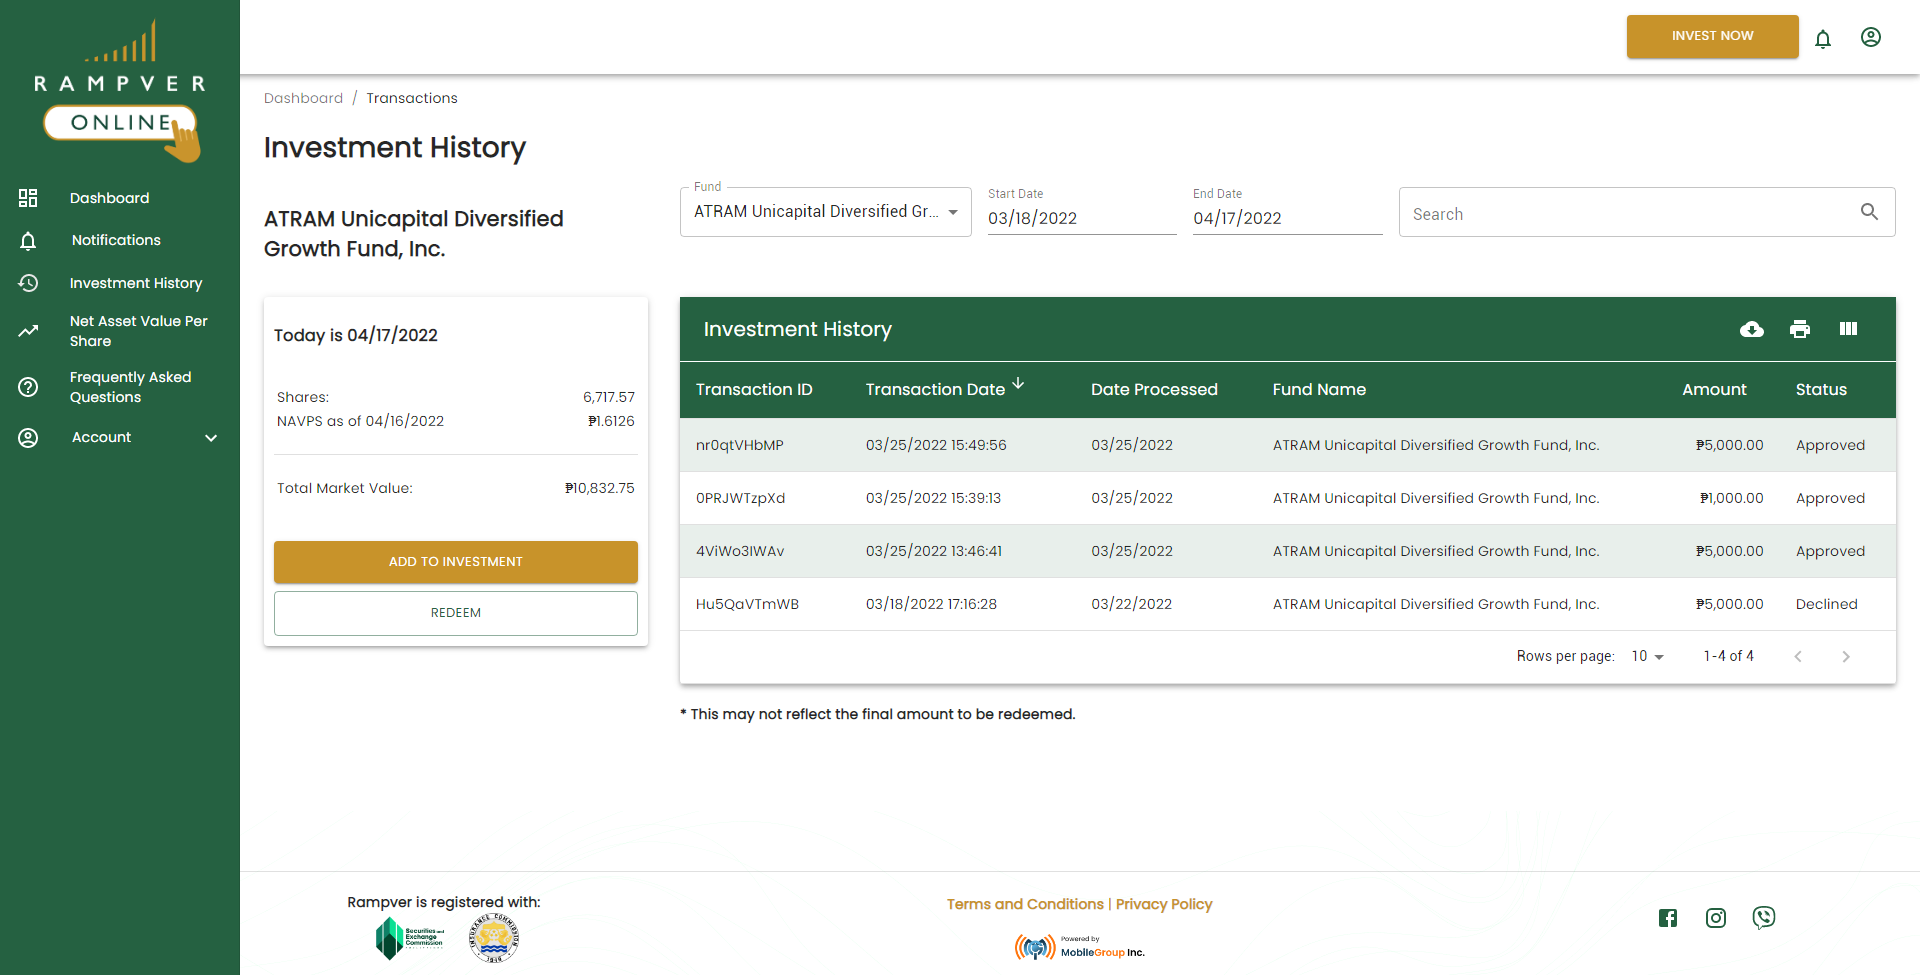 RAMPVER
ONLINE
Dashboard
Notifications
Investment History
Net Asset Value Per
Share
Frequently Asked
Questions
Account
INVEST NOW
Dashboard / Transactions
Investment History
ATRAM Unicapital Diversified
Growth Fund, Inc.
Fund
ATRAM Unicapital Diversified Gr...
Start Date
03/18/2022
End Date
04/17/2022
Search
Today is 04/17/2022
Shares: 6,717.57
NAVPS as of 04/16/2022 ₱1.6126
Total Market Value: ₱10,832.75
ADD TO INVESTMENT
REDEEM
Investment History
Transaction ID Transaction Date Date Processed Fund Name Amount Status
nr0qtVHbMP 03/25/2022 15:49:56 03/25/2022 ATRAM Unicapital Diversified Growth Fund, Inc. ₱5,000.00 Approved
0PRJWTzpXd 03/25/2022 15:39:13 03/25/2022 ATRAM Unicapital Diversified Growth Fund, Inc. ₱1,000.00 Approved
4ViWo3IWAv 03/25/2022 13:46:41 03/25/2022 ATRAM Unicapital Diversified Growth Fund, Inc. ₱5,000.00 Approved
Hu5QaVTmWB 03/18/2022 17:16:28 03/22/2022 ATRAM Unicapital Diversified Growth Fund, Inc. ₱5,000.00 Declined
Rows per page: 10 1-4 of 4
* This may not reflect the final amount to be redeemed.
Rampver is registered with:
Securities and
Exchange
Commission
PHILIPPINES
INSURANCE COMMISSION
1949
Terms and Conditions | Privacy Policy
Powered by
MobileGroup Inc.